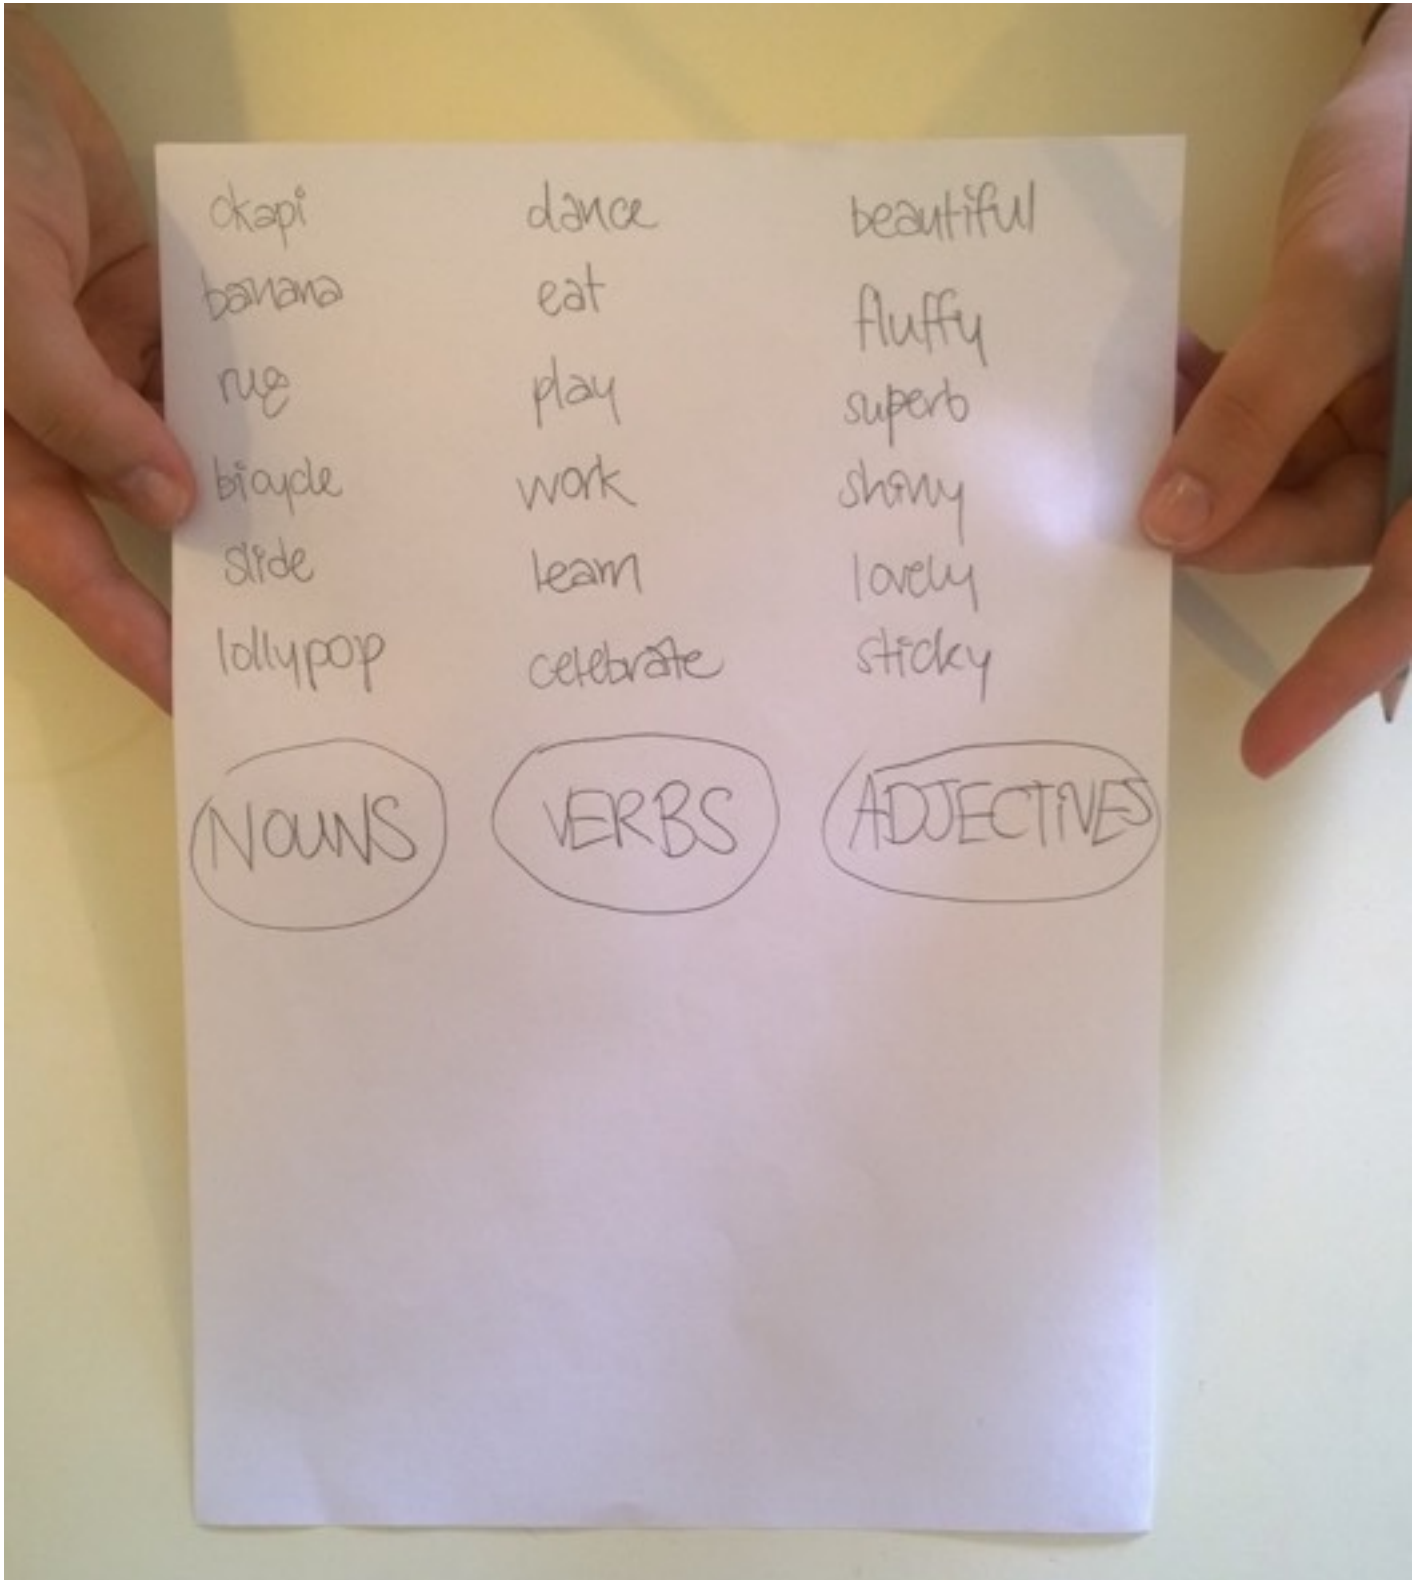 okapi dance beautiful
banana eat fluffy
rug play superb
bicycle work shiny
slide learn lovely
lollypop celebrate sticky
NOUNS VERBS ADJECTIVES